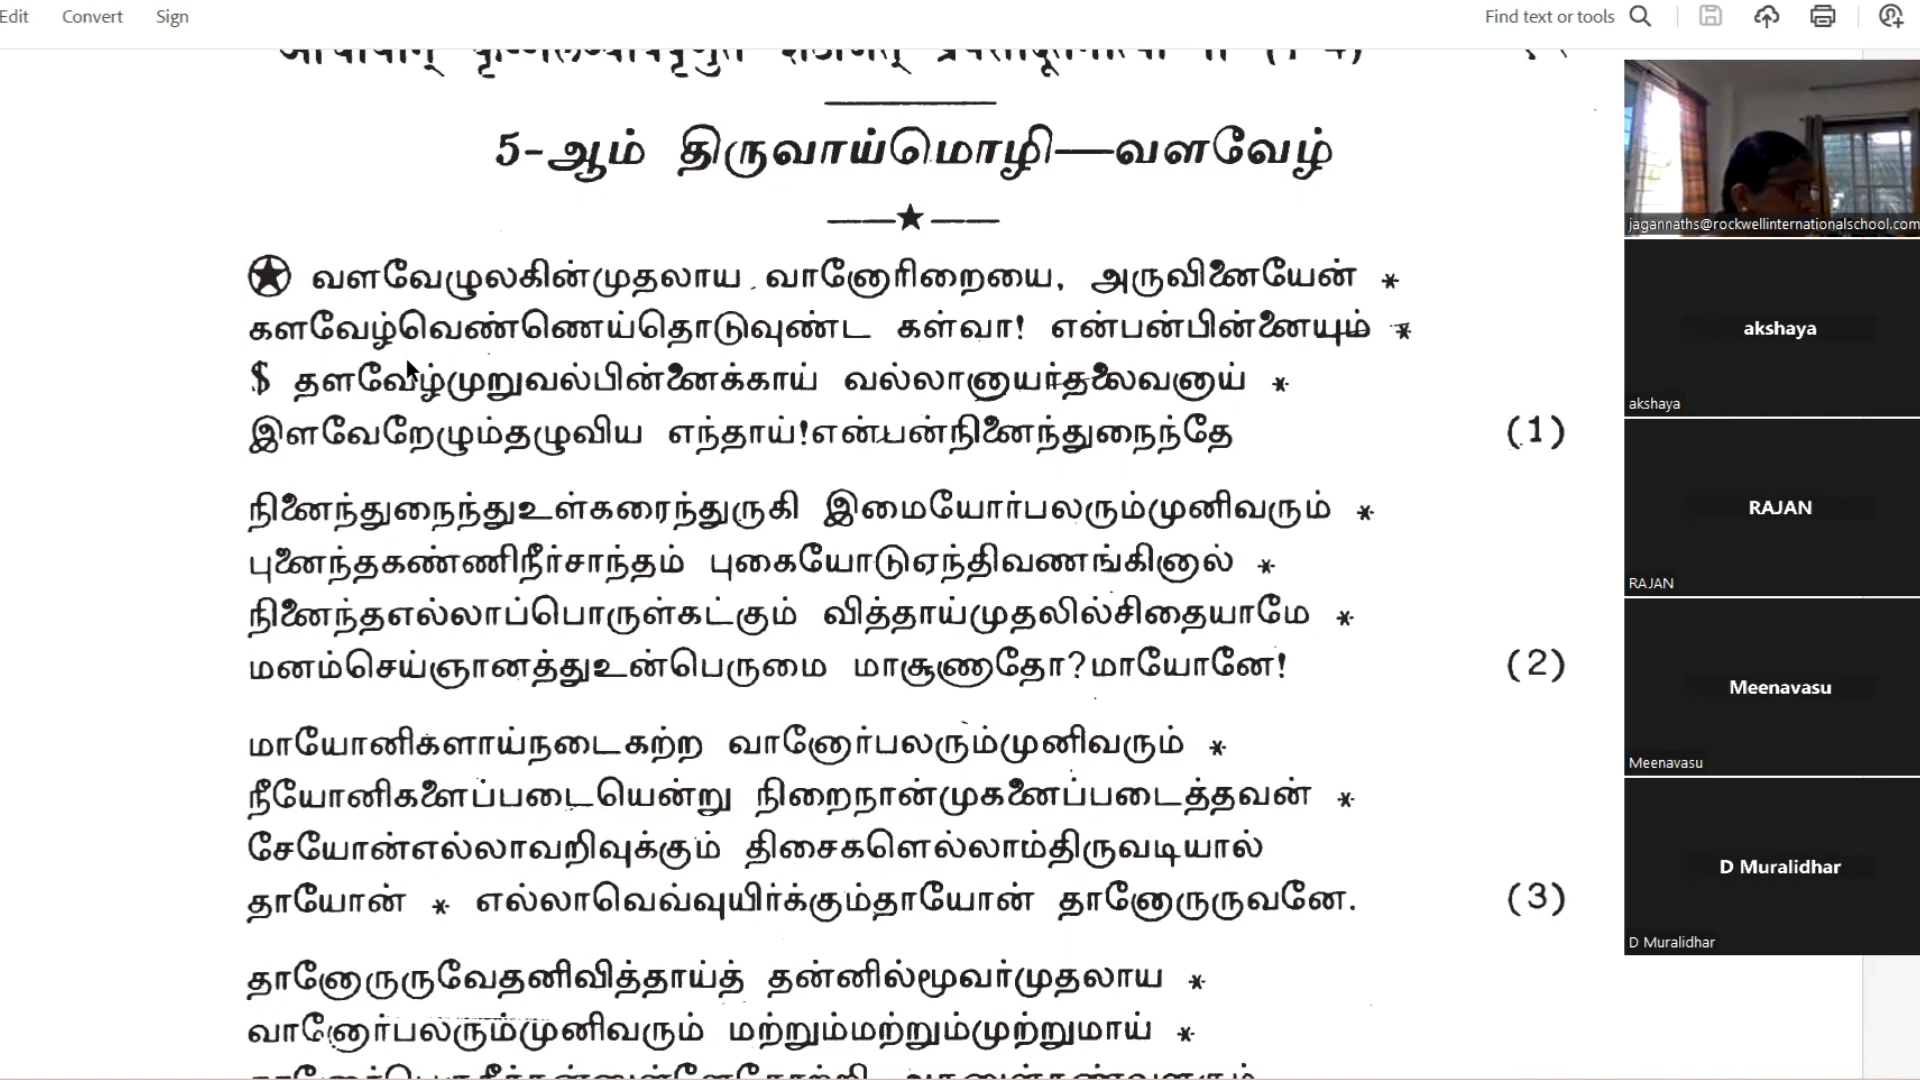 Edit Convert Sign Find text or tools
5-ஆம் திருவாய்மொழி—வளவேழ்
வளவேழுலகின்முதலாய வானோரிறையை, அருவினையேன் *
களவேழ்வெண்ணெய்தொடுவுண்ட கள்வா! என்பன்பின்னையும் *
$ தளவேழ்முறுவல்பின்னைக்காய் வல்லானாயர்தலைவனாய் *
இளவேறேழும்தழுவிய எந்தாய்!என்பன்நினைந்துநைந்தே (1)
நினைந்துநைந்துஉள்கரைந்துருகி இமையோர்பலரும்முனிவரும் *
புனைந்தகண்ணிநீர்சாந்தம் புகையோடுஏந்திவணங்கினால் *
நினைந்தஎல்லாப்பொருள்கட்கும் வித்தாய்முதலில்சிதையாமே *
மனம்செய்ஞானத்துஉன்பெருமை மாசூணாதோ?மாயோனே! (2)
மாயோனிகளாய்நடைகற்ற வானோர்பலரும்முனிவரும் *
நீயோனிகளைப்படையென்று நிறைநான்முகனைப்படைத்தவன் *
சேயோன்எல்லாவறிவுக்கும் திசைகளெல்லாம்திருவடியால்
தாயோன் * எல்லாவெவ்வுயிர்க்கும்தாயோன் தானோருருவனே. (3)
தானோருருவேதனிவித்தாய்த் தன்னில்மூவர்முதலாய *
வானோர்பலரும்முனிவரும் மற்றும்மற்றும்முற்றுமாய் *
jagannaths@rockwellinternationalschool.com
akshaya
akshaya
RAJAN
RAJAN
Meenavasu
Meenavasu
D Muralidhar
D Muralidhar